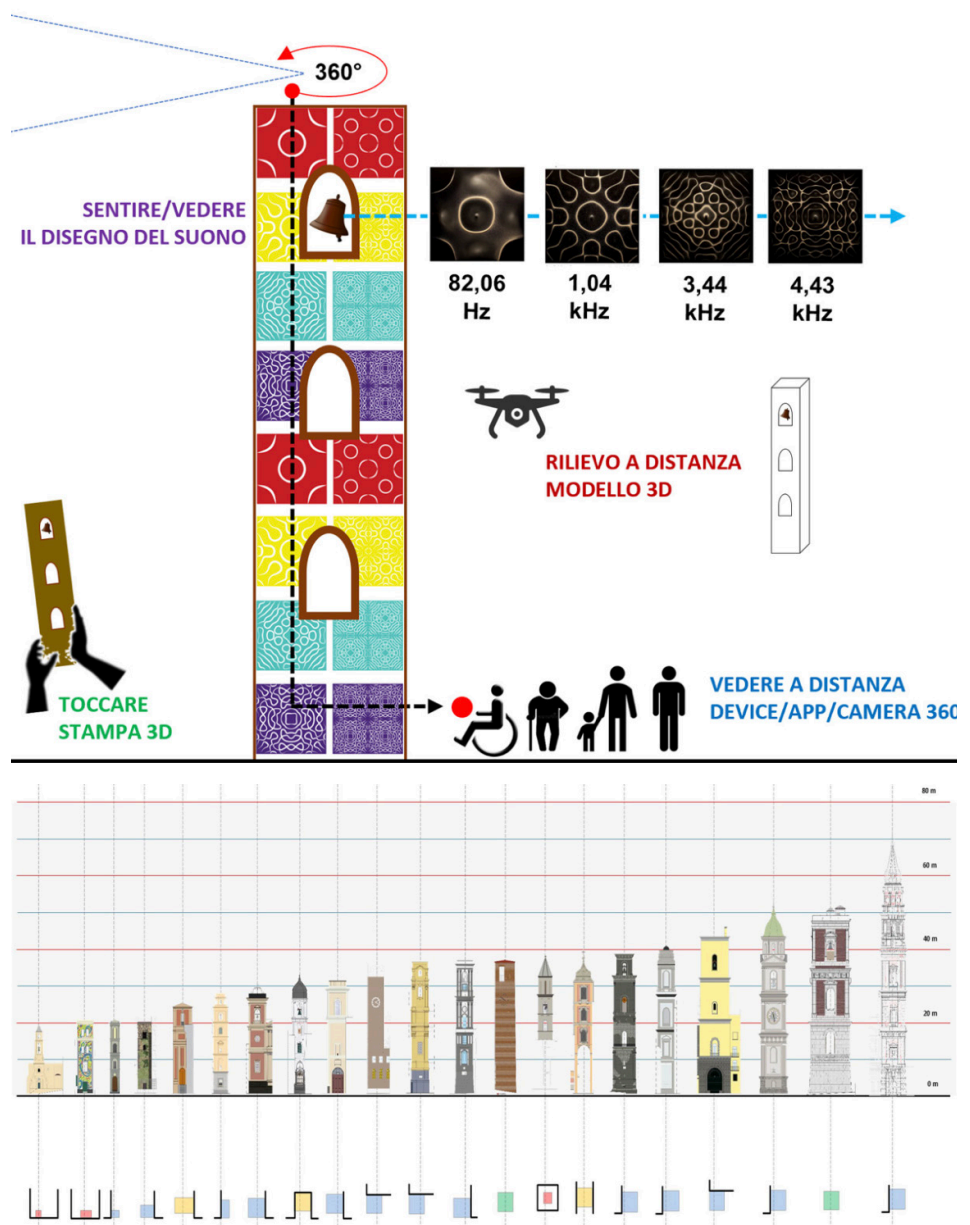 360°
SENTIRE/VEDERE
IL DISEGNO DEL SUONO
82,06
Hz
1,04
kHz
3,44
kHz
4,43
kHz
RILIEVO A DISTANZA
MODELLO 3D
TOCCARE
STAMPA 3D
VEDERE A DISTANZA
DEVICE/APP/CAMERA 360
80 m
60 m
40 m
20 m
0 m